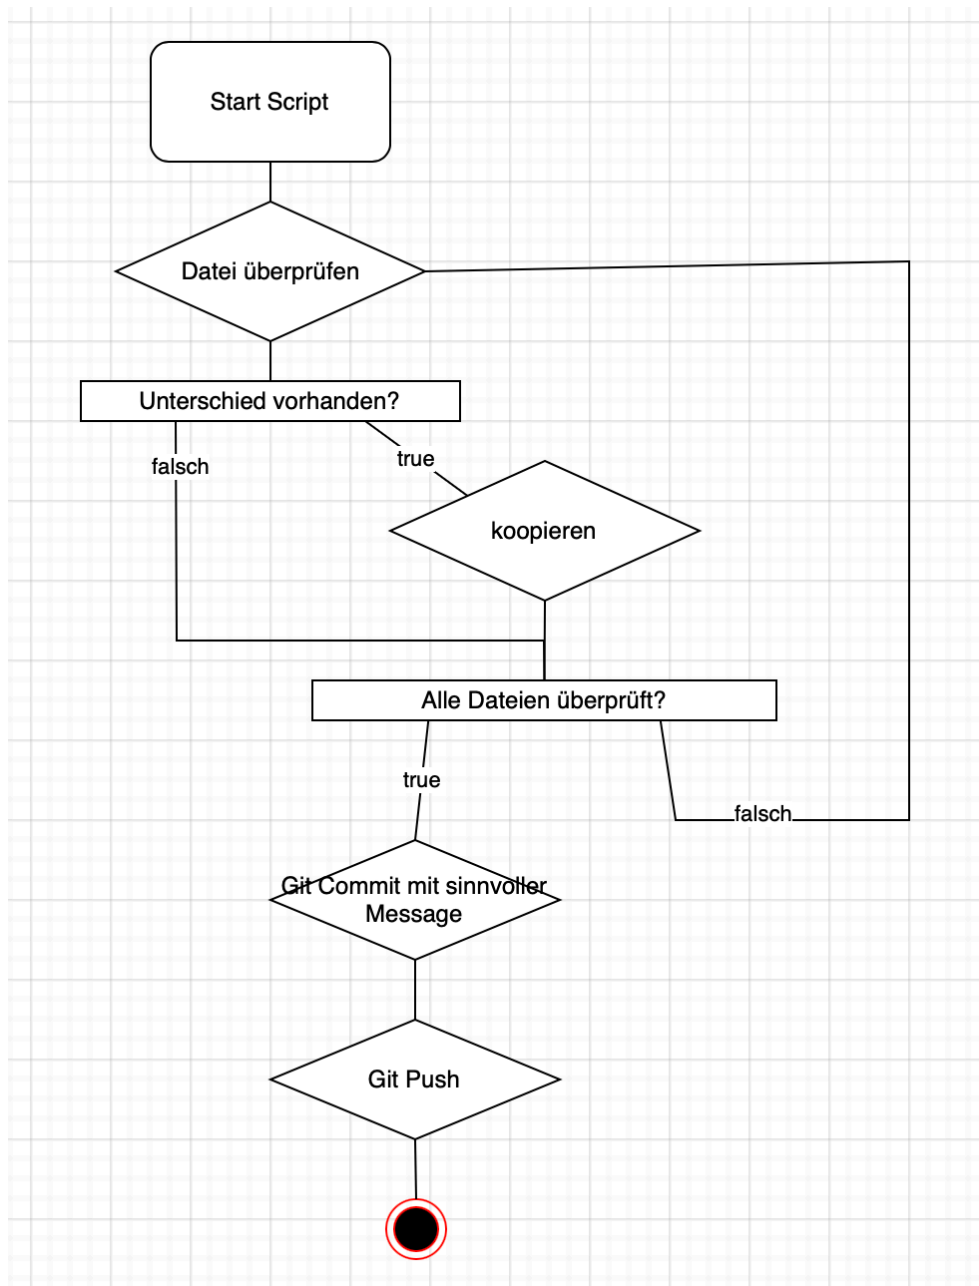 Start Script
Datei überprüfen
Unterschied vorhanden?
falsch
true
koopieren
Alle Dateien überprüft?
true
falsch
Git Commit mit sinnvoller
Message
Git Push